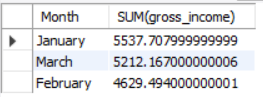 Month SUM(gross_income)
January 5537.707999999999
March 5212.167000000006
February 4629.494000000001